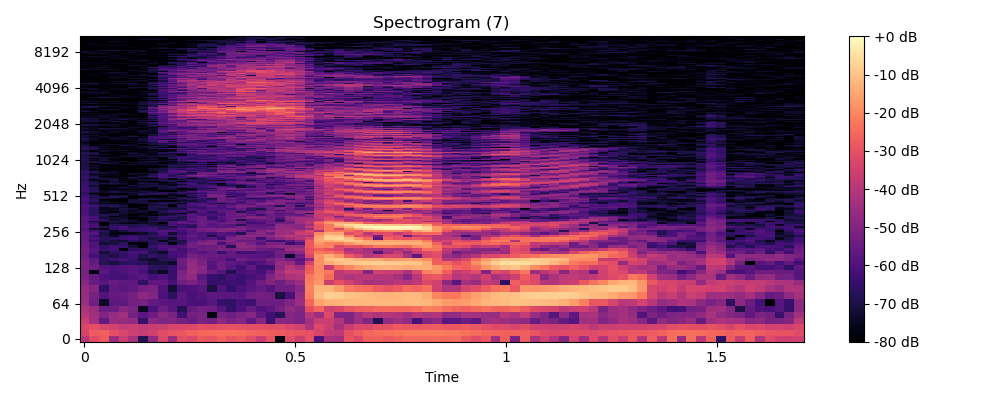 Spectrogram (7)
8192
4096
2048
1024
512
256
128
64
0
Hz
0
0.5
1
1.5
Time
+0 dB
-10 dB
-20 dB
-30 dB
-40 dB
-50 dB
-60 dB
-70 dB
-80 dB